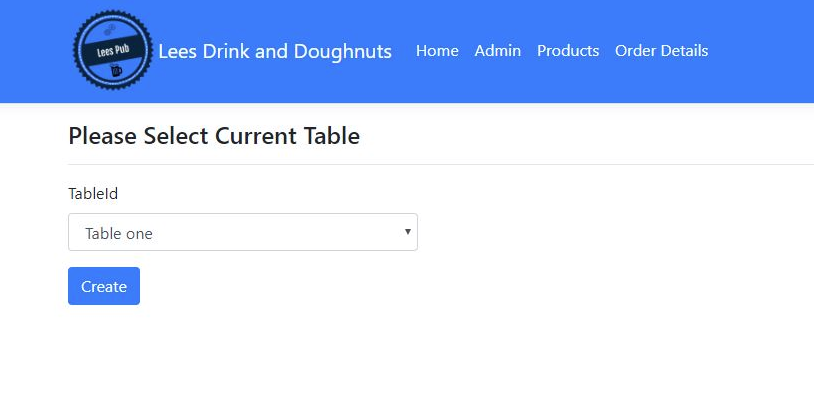 Lees Pub
Lees Drink and Doughnuts Home Admin Products Order Details
Please Select Current Table
TableId
Table one
Create